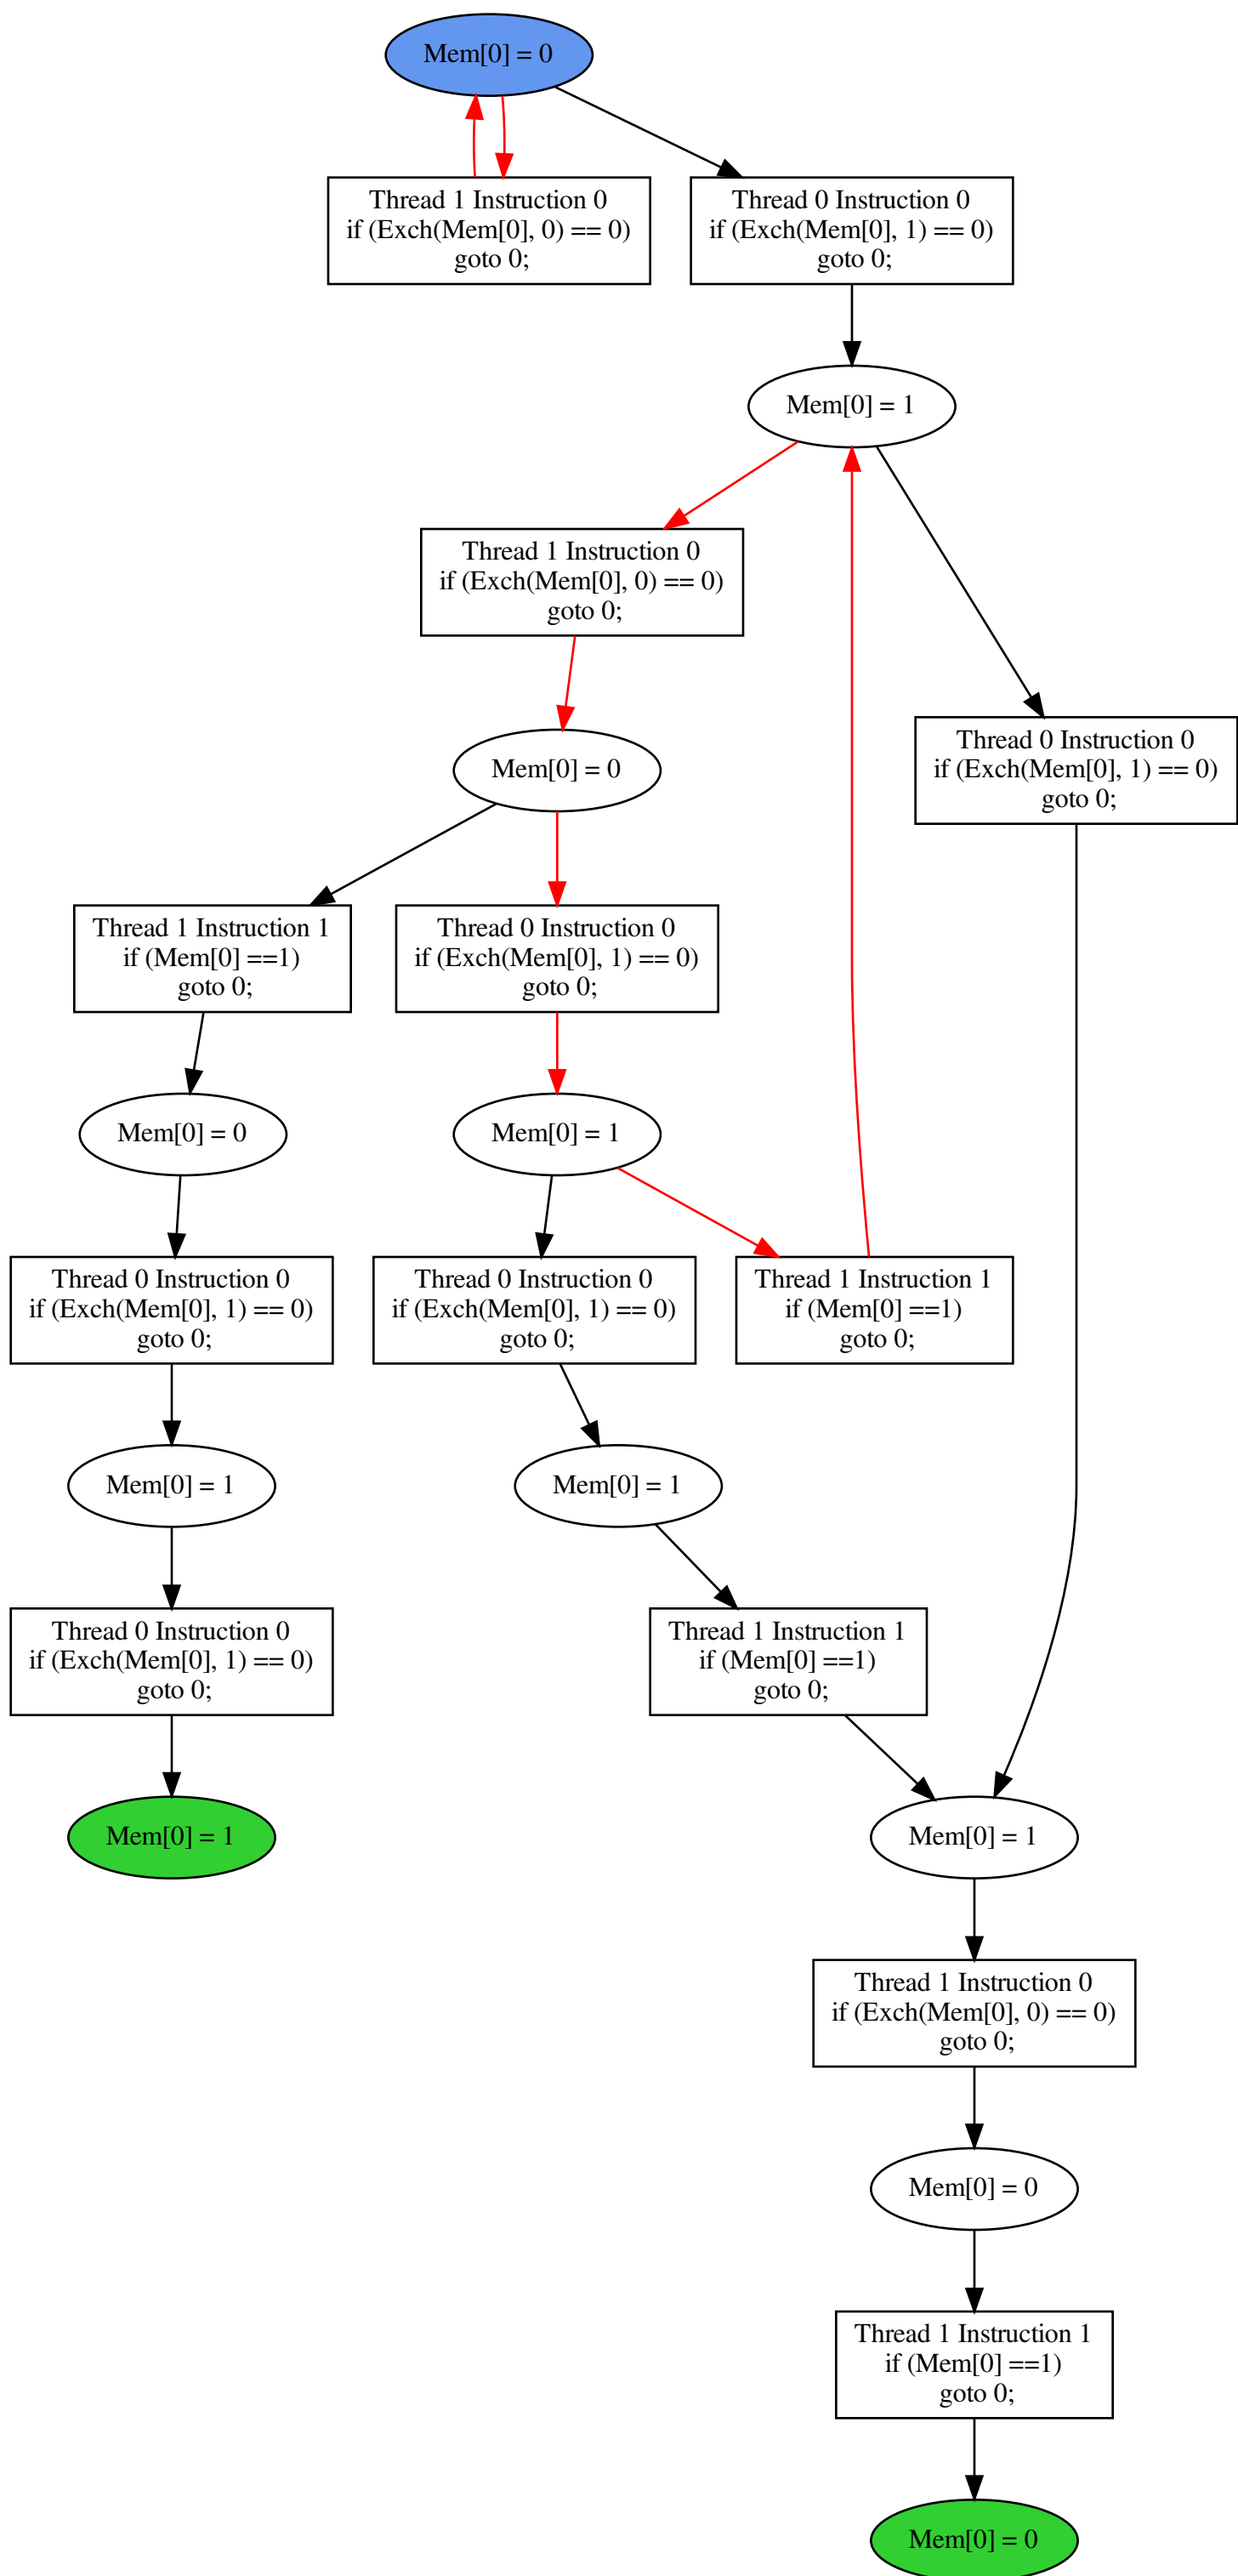 Mem[0] = 0
Thread 1 Instruction 0
if (Exch(Mem[0], 0) == 0)
goto 0;
Thread 0 Instruction 0
if (Exch(Mem[0], 1) == 0)
goto 0;
Mem[0] = 1
Thread 1 Instruction 0
if (Exch(Mem[0], 0) == 0)
goto 0;
Mem[0] = 0
Thread 0 Instruction 0
if (Exch(Mem[0], 1) == 0)
goto 0;
Thread 1 Instruction 1
if (Mem[0] ==1)
goto 0;
Thread 0 Instruction 0
if (Exch(Mem[0], 1) == 0)
goto 0;
Mem[0] = 0
Mem[0] = 1
Thread 0 Instruction 0
if (Exch(Mem[0], 1) == 0)
goto 0;
Thread 0 Instruction 0
if (Exch(Mem[0], 1) == 0)
goto 0;
Thread 1 Instruction 1
if (Mem[0] ==1)
goto 0;
Mem[0] = 1
Mem[0] = 1
Thread 0 Instruction 0
if (Exch(Mem[0], 1) == 0)
goto 0;
Thread 1 Instruction 1
if (Mem[0] ==1)
goto 0;
Mem[0] = 1
Mem[0] = 1
Thread 1 Instruction 0
if (Exch(Mem[0], 0) == 0)
goto 0;
Mem[0] = 0
Thread 1 Instruction 1
if (Mem[0] ==1)
goto 0;
Mem[0] = 0